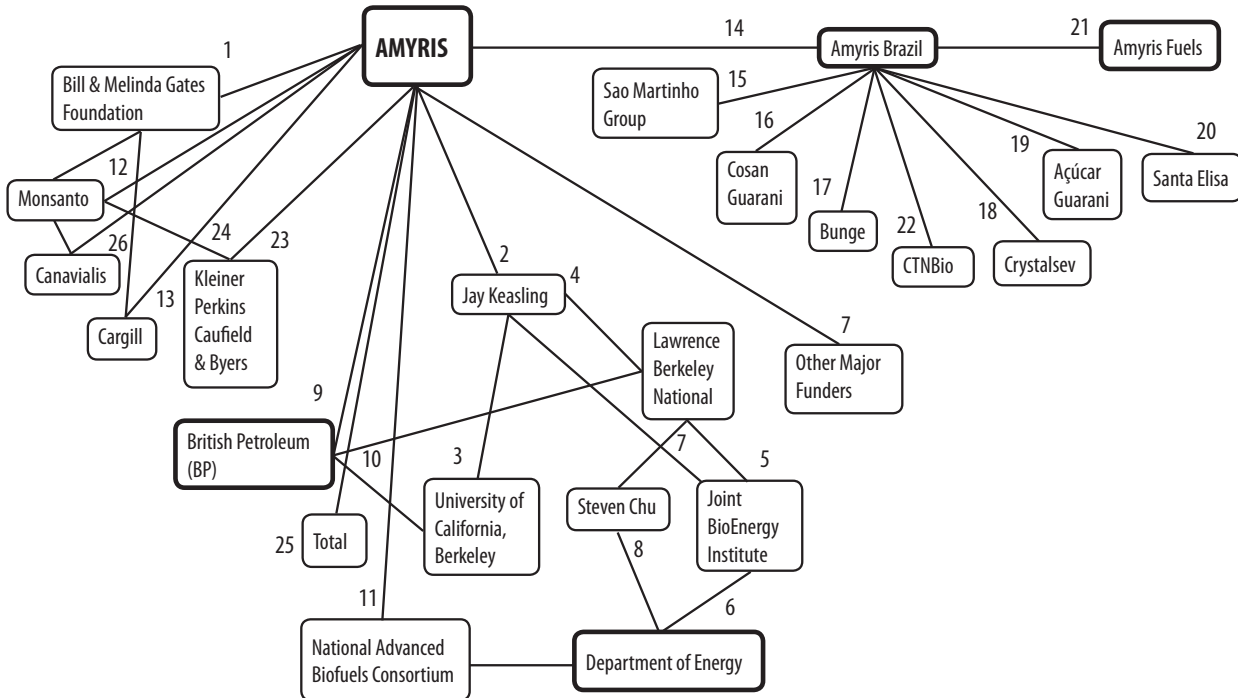 AMYRIS
14
Amyris Brazil
21
Amyris Fuels
1
Bill & Melinda Gates
Foundation
15
Sao Martinho
Group
16
20
12
19
Monsanto
Cosan
Guarani
Açúcar
Guarani
Santa Elisa
17
Bunge
22
18
26
24
23
Canavialis
CTNBio
Crystalsev
2
4
Kleiner
Perkins
Caufield
& Byers
Jay Keasling
13
Cargill
7
Lawrence
Berkeley
National
Other Major
Funders
9
British Petroleum
(BP)
10
3
7
5
University of
California,
Berkeley
Steven Chu
Joint
BioEnergy
Institute
25
Total
8
11
6
National Advanced
Biofuels Consortium
Department of Energy